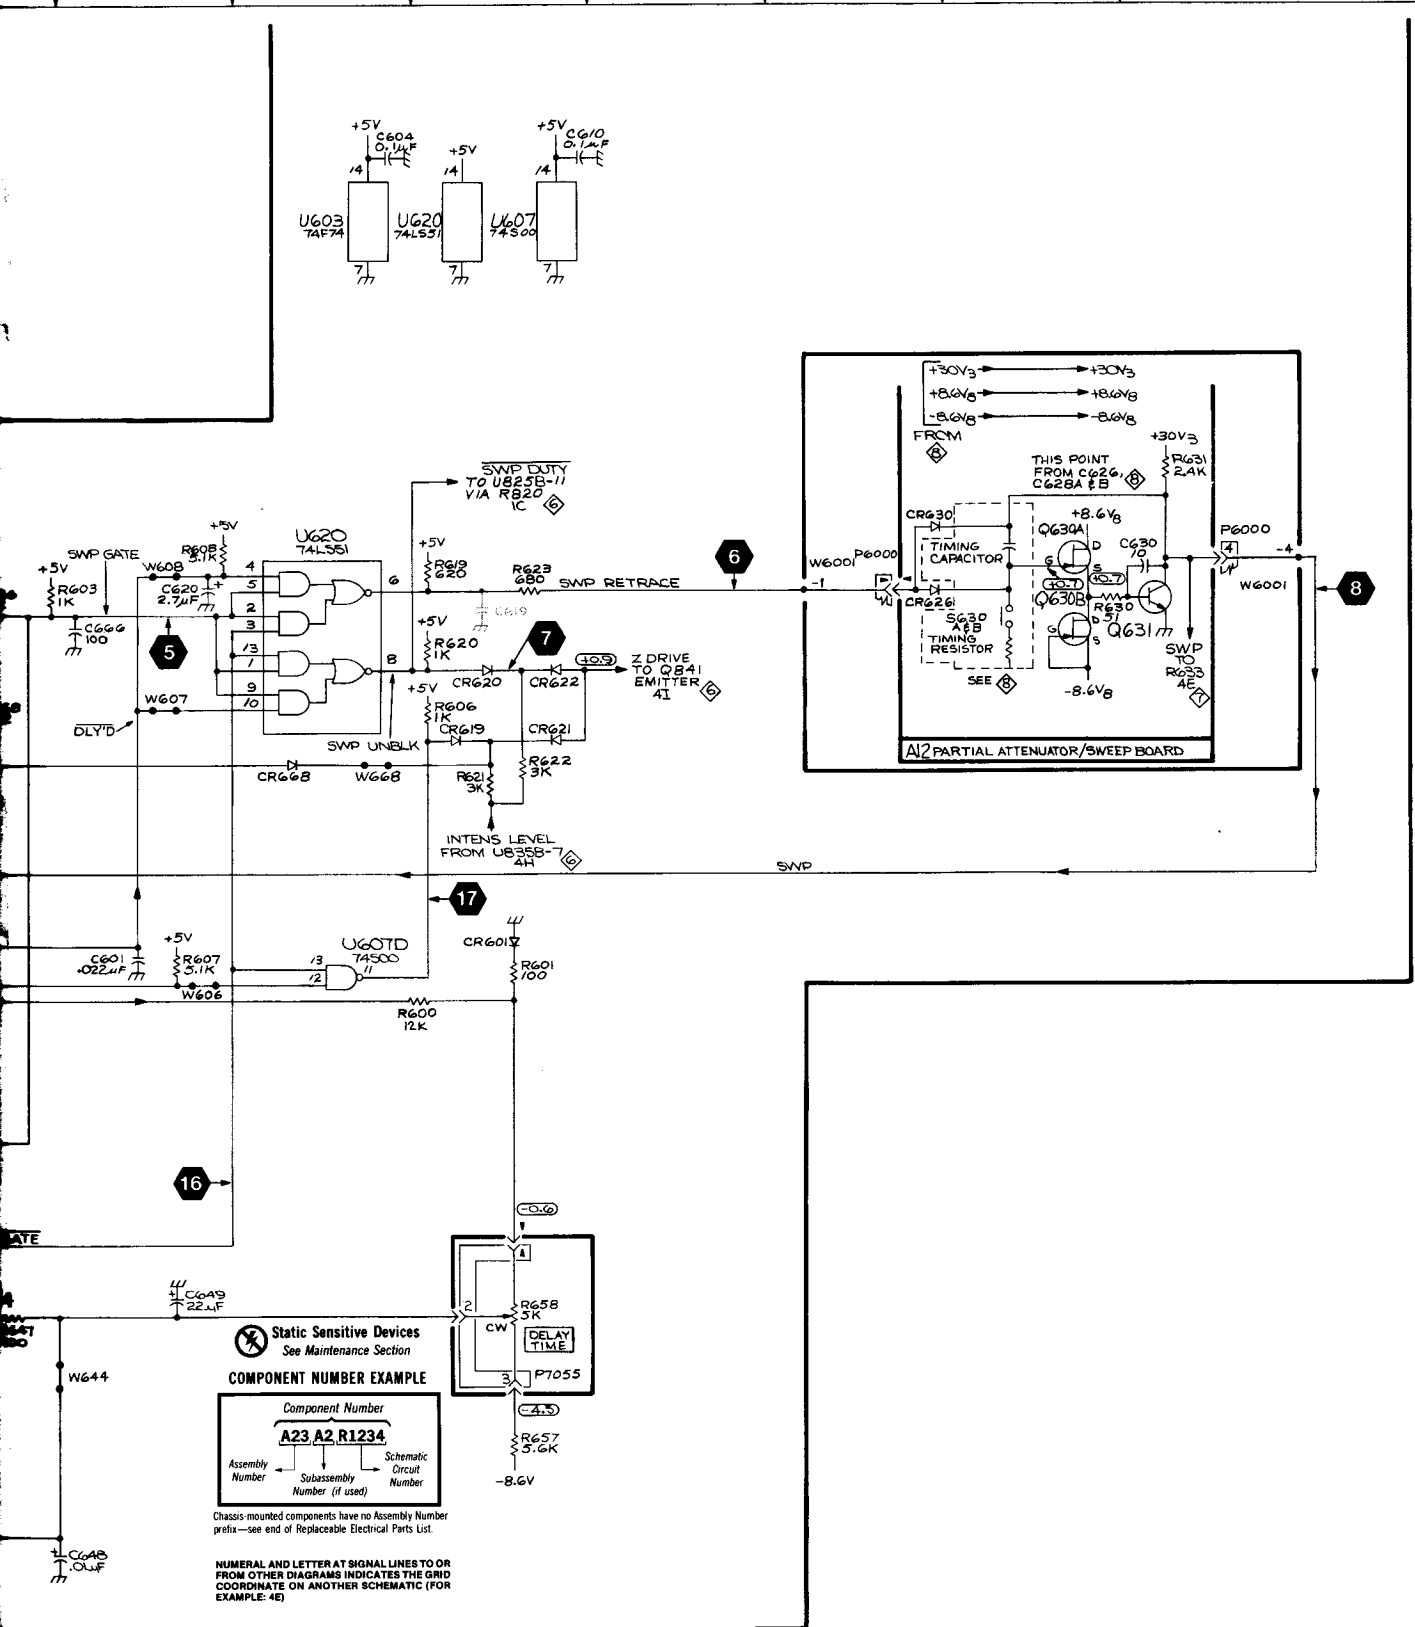 +5V
C604
0.1µF
14
U603
74F74
7
+5V
14
U620
74LS51
7
+5V
C610
0.1µF
14
U607
74S00
7
+30V3
+30V3
+8.6V8
+8.6V8
-8.6V8
-8.6V8
FROM
8
+30V3
R631
2.4K
THIS POINT
FROM C626,
C628A & B
8
SWP DUTY
TO U825B-11
VIA R820
1C
6
+5V
R608
5.1K
U620
74LS51
SWP GATE
+5V
R603
1K
W608
C620
2.7µF
C666
100
5
4
5
2
3
13
1
9
10
6
8
+5V
R619
620
R623
680
SWP RETRACE
6
C619
+5V
R620
1K
7
CR620
CR622
+0.9
Z DRIVE
TO Q841
EMITTER
4I
6
W607
DLY'D
+5V
R606
1K
CR619
CR621
SWP UNBLK
CR668
W668
R621
3K
R622
3K
INTENS LEVEL
FROM U835B-7
4H
6
W6001
-1
P6000
CR630
TIMING
CAPACITOR
CR626
S630
A&B
TIMING
RESISTOR
SEE
8
Q630A
+8.6V8
D
G
S
+0.7
+0.7
Q630B
D
G
S
C630
10
R630
51
Q631
-8.6V8
P6000
4
-4
W6001
8
SWP
TO
R633
4E
7
A12 PARTIAL ATTENUATOR/SWEEP BOARD
SWP
17
C601
.022µF
+5V
R607
5.1K
W606
13
12
U607D
74S00
11
CR601
R601
100
R600
12K
16
-0.6
ATE
C649
22µF
2
4
R658
5K
CW
DELAY
TIME
3
P7055
-4.3
R657
5.6K
-8.6V
W644
C648
.01µF
Static Sensitive Devices
See Maintenance Section
COMPONENT NUMBER EXAMPLE
Component Number
A23 A2 R1234
Assembly
Number
Subassembly
Number (if used)
Schematic
Circuit
Number
Chassis-mounted components have no Assembly Number
prefix—see end of Replaceable Electrical Parts List.
NUMERAL AND LETTER AT SIGNAL LINES TO OR
FROM OTHER DIAGRAMS INDICATES THE GRID
COORDINATE ON ANOTHER SCHEMATIC (FOR
EXAMPLE: 4E)